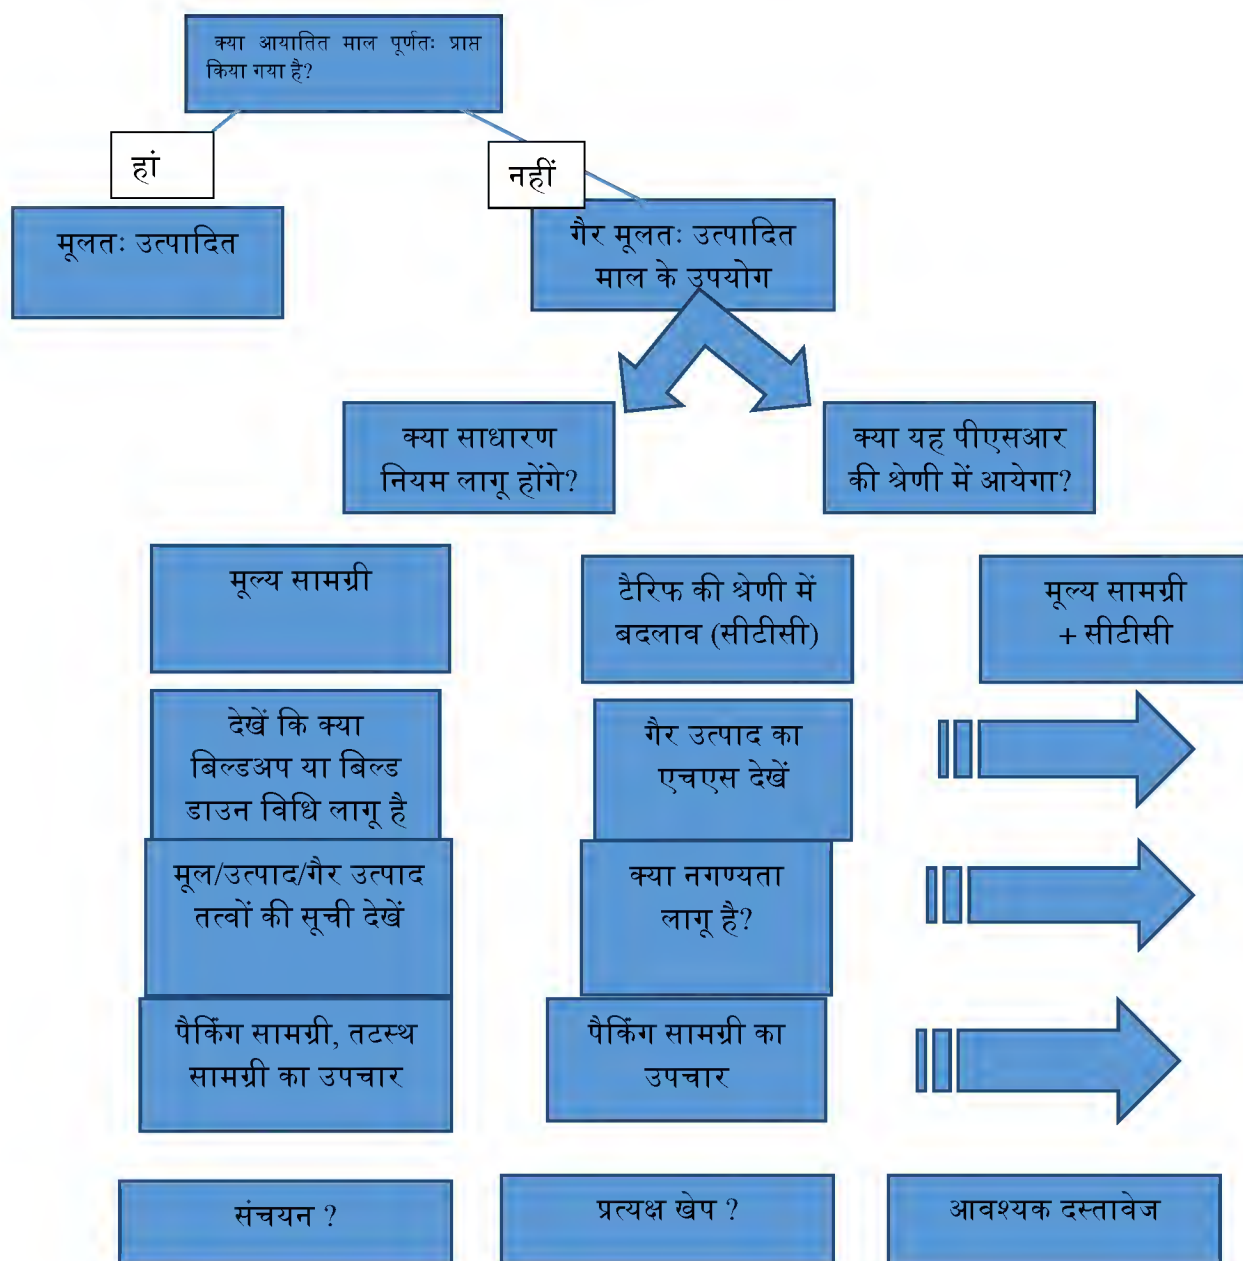 क्या आयातित माल पूर्णतः प्राप्त
किया गया है?
हां
नहीं
मूलतः उत्पादित
गैर मूलतः उत्पादित
माल के उपयोग
क्या साधारण
नियम लागू होंगे?
क्या यह पीएसआर
की श्रेणी में आयेगा?
मूल्य सामग्री
टैरिफ की श्रेणी में
बदलाव (सीटीसी)
मूल्य सामग्री
+ सीटीसी
देखें कि क्या
बिल्डअप या बिल्ड
डाउन विधि लागू है
गैर उत्पाद का
एचएस देखें
मूल/उत्पाद/गैर उत्पाद
तत्वों की सूची देखें
क्या नगण्यता
लागू है?
पैकिंग सामग्री, तटस्थ
सामग्री का उपचार
पैकिंग सामग्री का
उपचार
संचयन ?
प्रत्यक्ष खेप ?
आवश्यक दस्तावेज